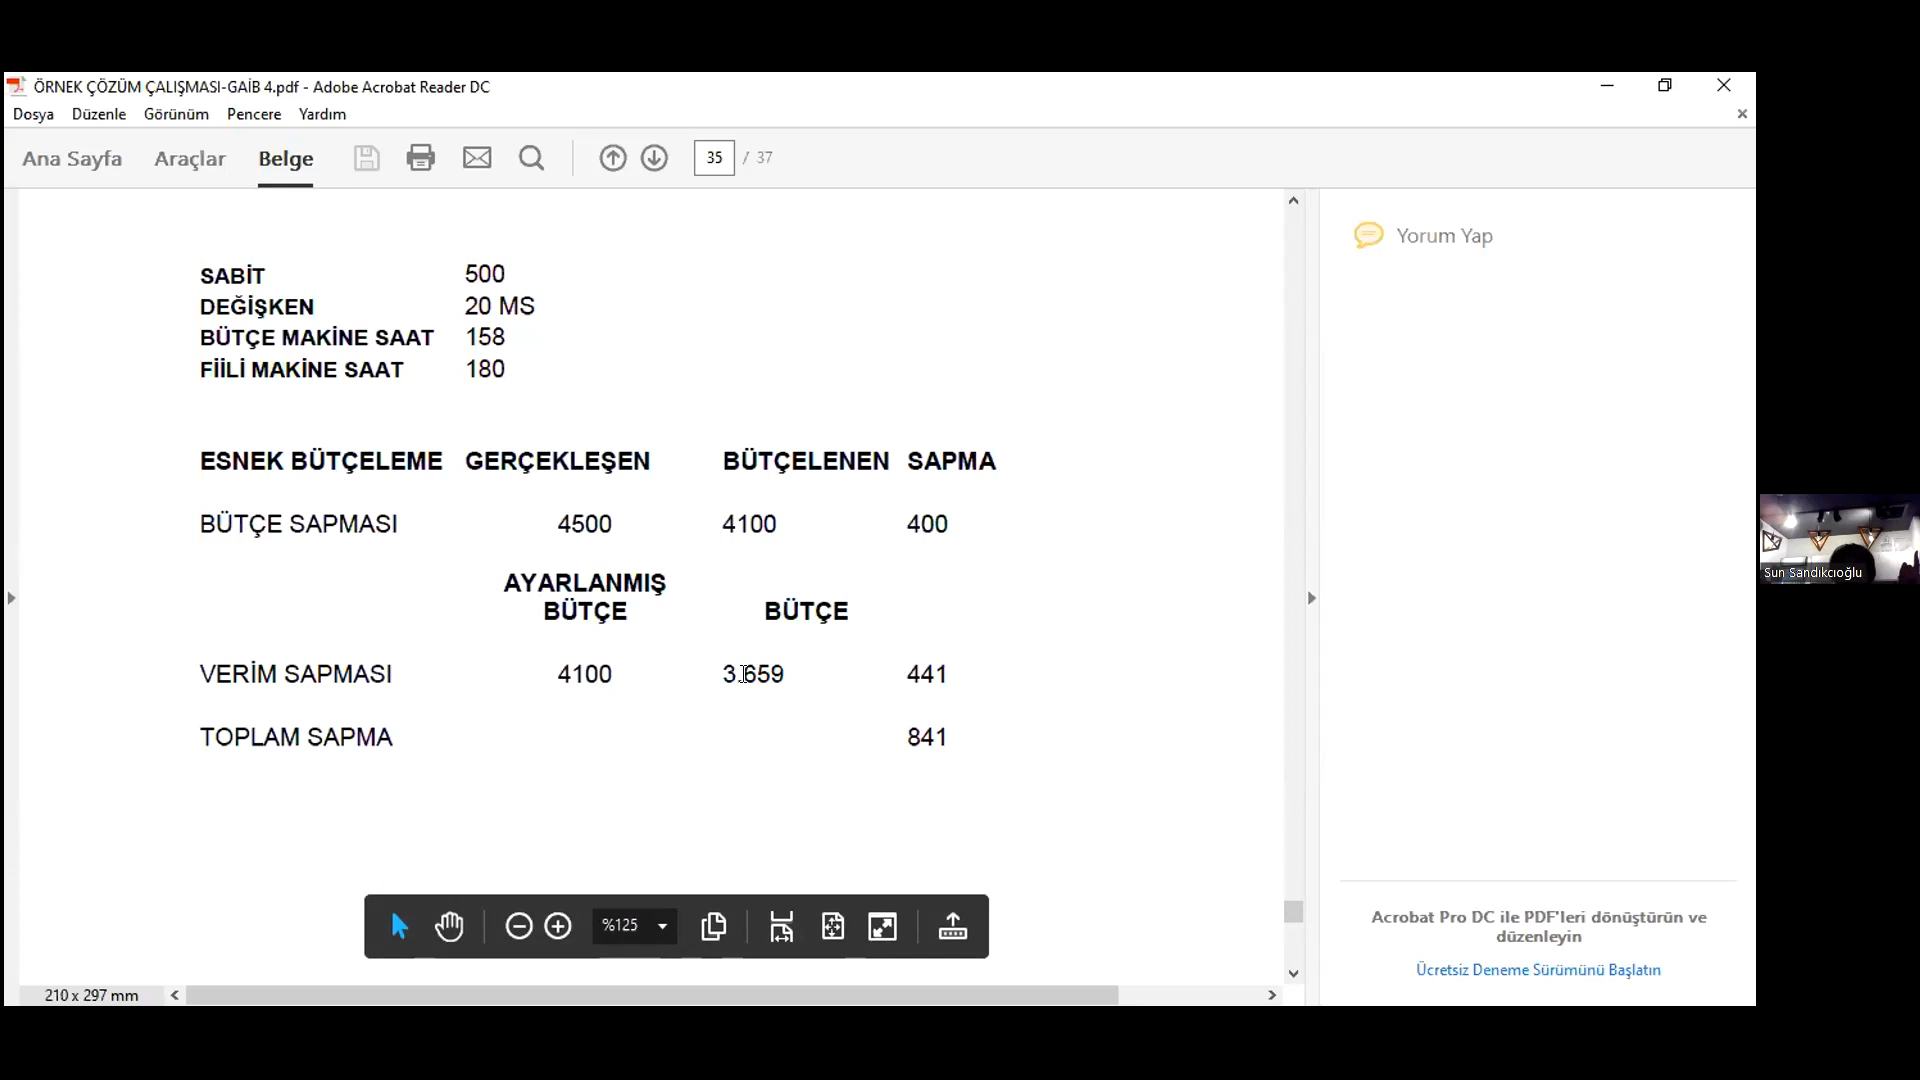 ÖRNEK ÇÖZÜM ÇALIŞMASI-GAİB 4.pdf - Adobe Acrobat Reader DC
Dosya Düzenle Görünüm Pencere Yardım
Ana Sayfa Araçlar Belge 35 / 37
Yorum Yap
SABİT 500
DEĞİŞKEN 20 MS
BÜTÇE MAKİNE SAAT 158
FİİLİ MAKİNE SAAT 180
ESNEK BÜTÇELEME GERÇEKLEŞEN BÜTÇELENEN SAPMA
BÜTÇE SAPMASI 4500 4100 400
AYARLANMIŞ
BÜTÇE BÜTÇE
VERİM SAPMASI 4100 3.659 441
TOPLAM SAPMA 841
Sun Sandıkcıoğlu
%125
Acrobat Pro DC ile PDF'leri dönüştürün ve
düzenleyin
Ücretsiz Deneme Sürümünü Başlatın
210 x 297 mm